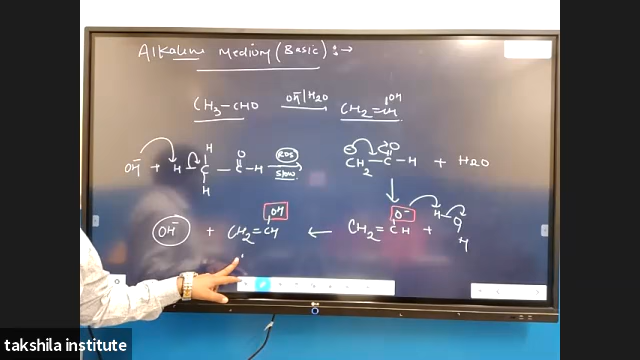 Alkaline Medium (Basic) :→
OH
CH3-CHO OH⁻/H2O CH2=CH
H O O
OH⁻ + H-C-C-H RDS slow ⊖CH2-C-H + H2O
H
OH O⁻ H
OH⁻ + CH2=CH ← CH2=CH + O
H
takshila institute